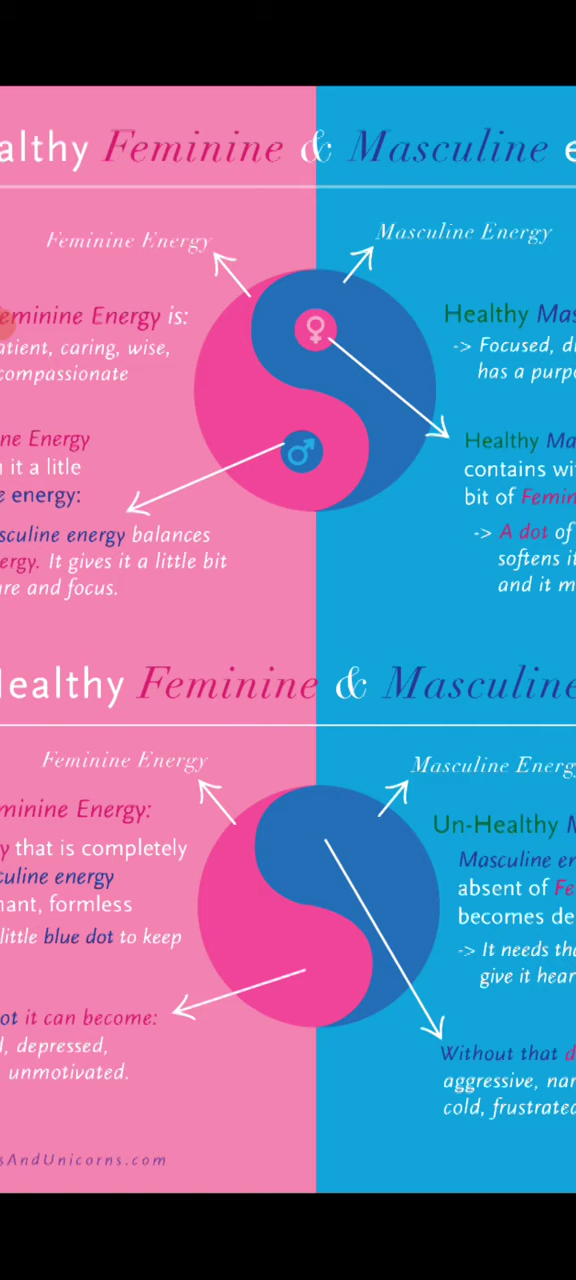 althy Feminine & Masculine e
Feminine Energy
Masculine Energy
eminine Energy is:
atient, caring, wise,
compassionate
Healthy Mas
-> Focused, di
has a purpo
ne Energy
n it a litle
e energy:
sculine energy balances
ergy. It gives it a little bit
re and focus.
Healthy Ma
contains wi
bit of Femin
-> A dot of
softens it
and it m
Healthy Feminine & Masculine
Feminine Energy
Masculine Energy
minine Energy:
y that is completely
culine energy
nant, formless
little blue dot to keep
ot it can become:
l, depressed,
unmotivated.
Un-Healthy M
Masculine en
absent of Fe
becomes de
-> It needs tha
give it hear
Without that d
aggressive, nar
cold, frustrated
sAndUnicorns.com